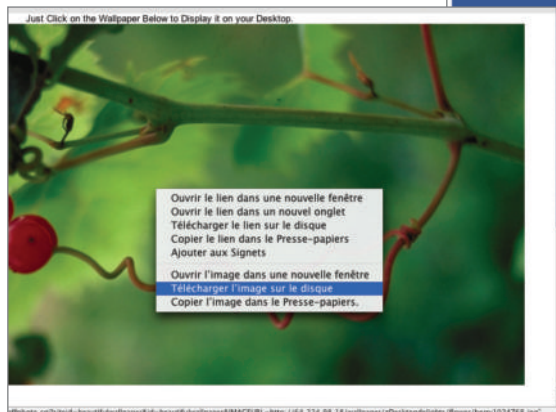 Just Click on the Wallpaper Below to Display it on your Desktop.
Ouvrir le lien dans une nouvelle fenêtre
Ouvrir le lien dans un nouvel onglet
Télécharger le lien sur le disque
Copier le lien dans le Presse-papiers
Ajouter aux Signets
Ouvrir l'image dans une nouvelle fenêtre
Télécharger l'image sur le disque
Copier l'image dans le Presse-papiers.